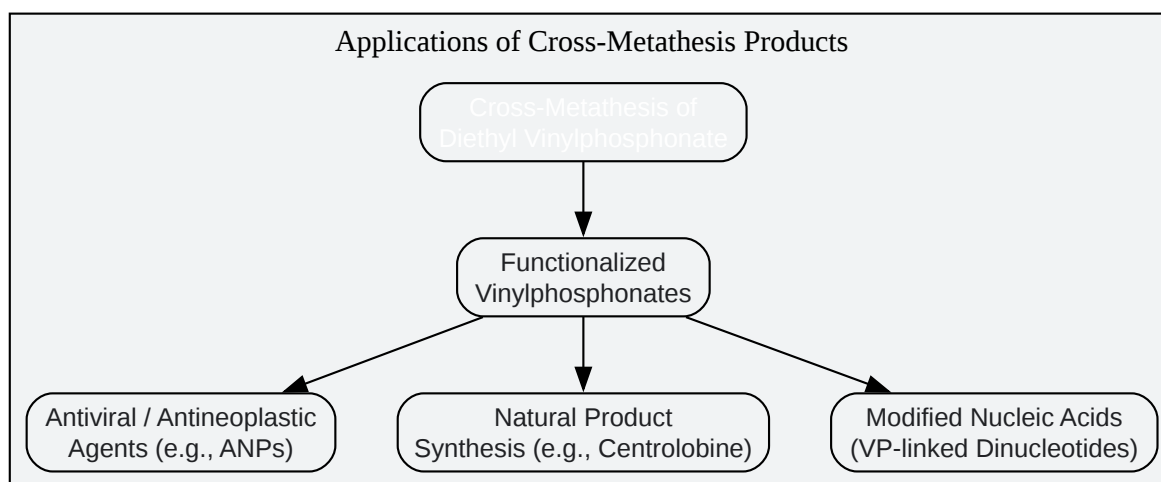 Applications of Cross-Metathesis Products
Cross-Metathesis of
Diethyl Vinylphosphonate
Functionalized
Vinylphosphonates
Antiviral / Antineoplastic
Agents (e.g., ANPs)
Natural Product
Synthesis (e.g., Centrolobine)
Modified Nucleic Acids
(VP-linked Dinucleotides)